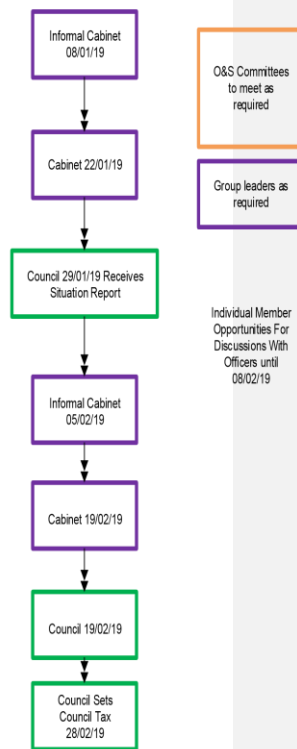 Informal Cabinet
08/01/19
O&S Committees
to meet as
required
Cabinet 22/01/19
Group leaders as
required
Council 29/01/19 Receives
Situation Report
Individual Member
Opportunities For
Discussions With
Officers until
08/02/19
Informal Cabinet
05/02/19
Cabinet 19/02/19
Council 19/02/19
Council Sets
Council Tax
28/02/19